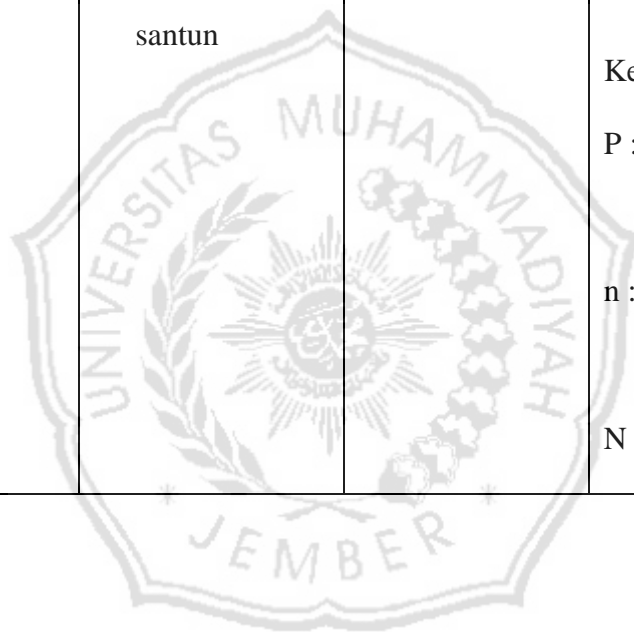 santun
Ke
P :
n :
N
UNIVERSITAS MUHAMMADIYAH
* JEMBER *